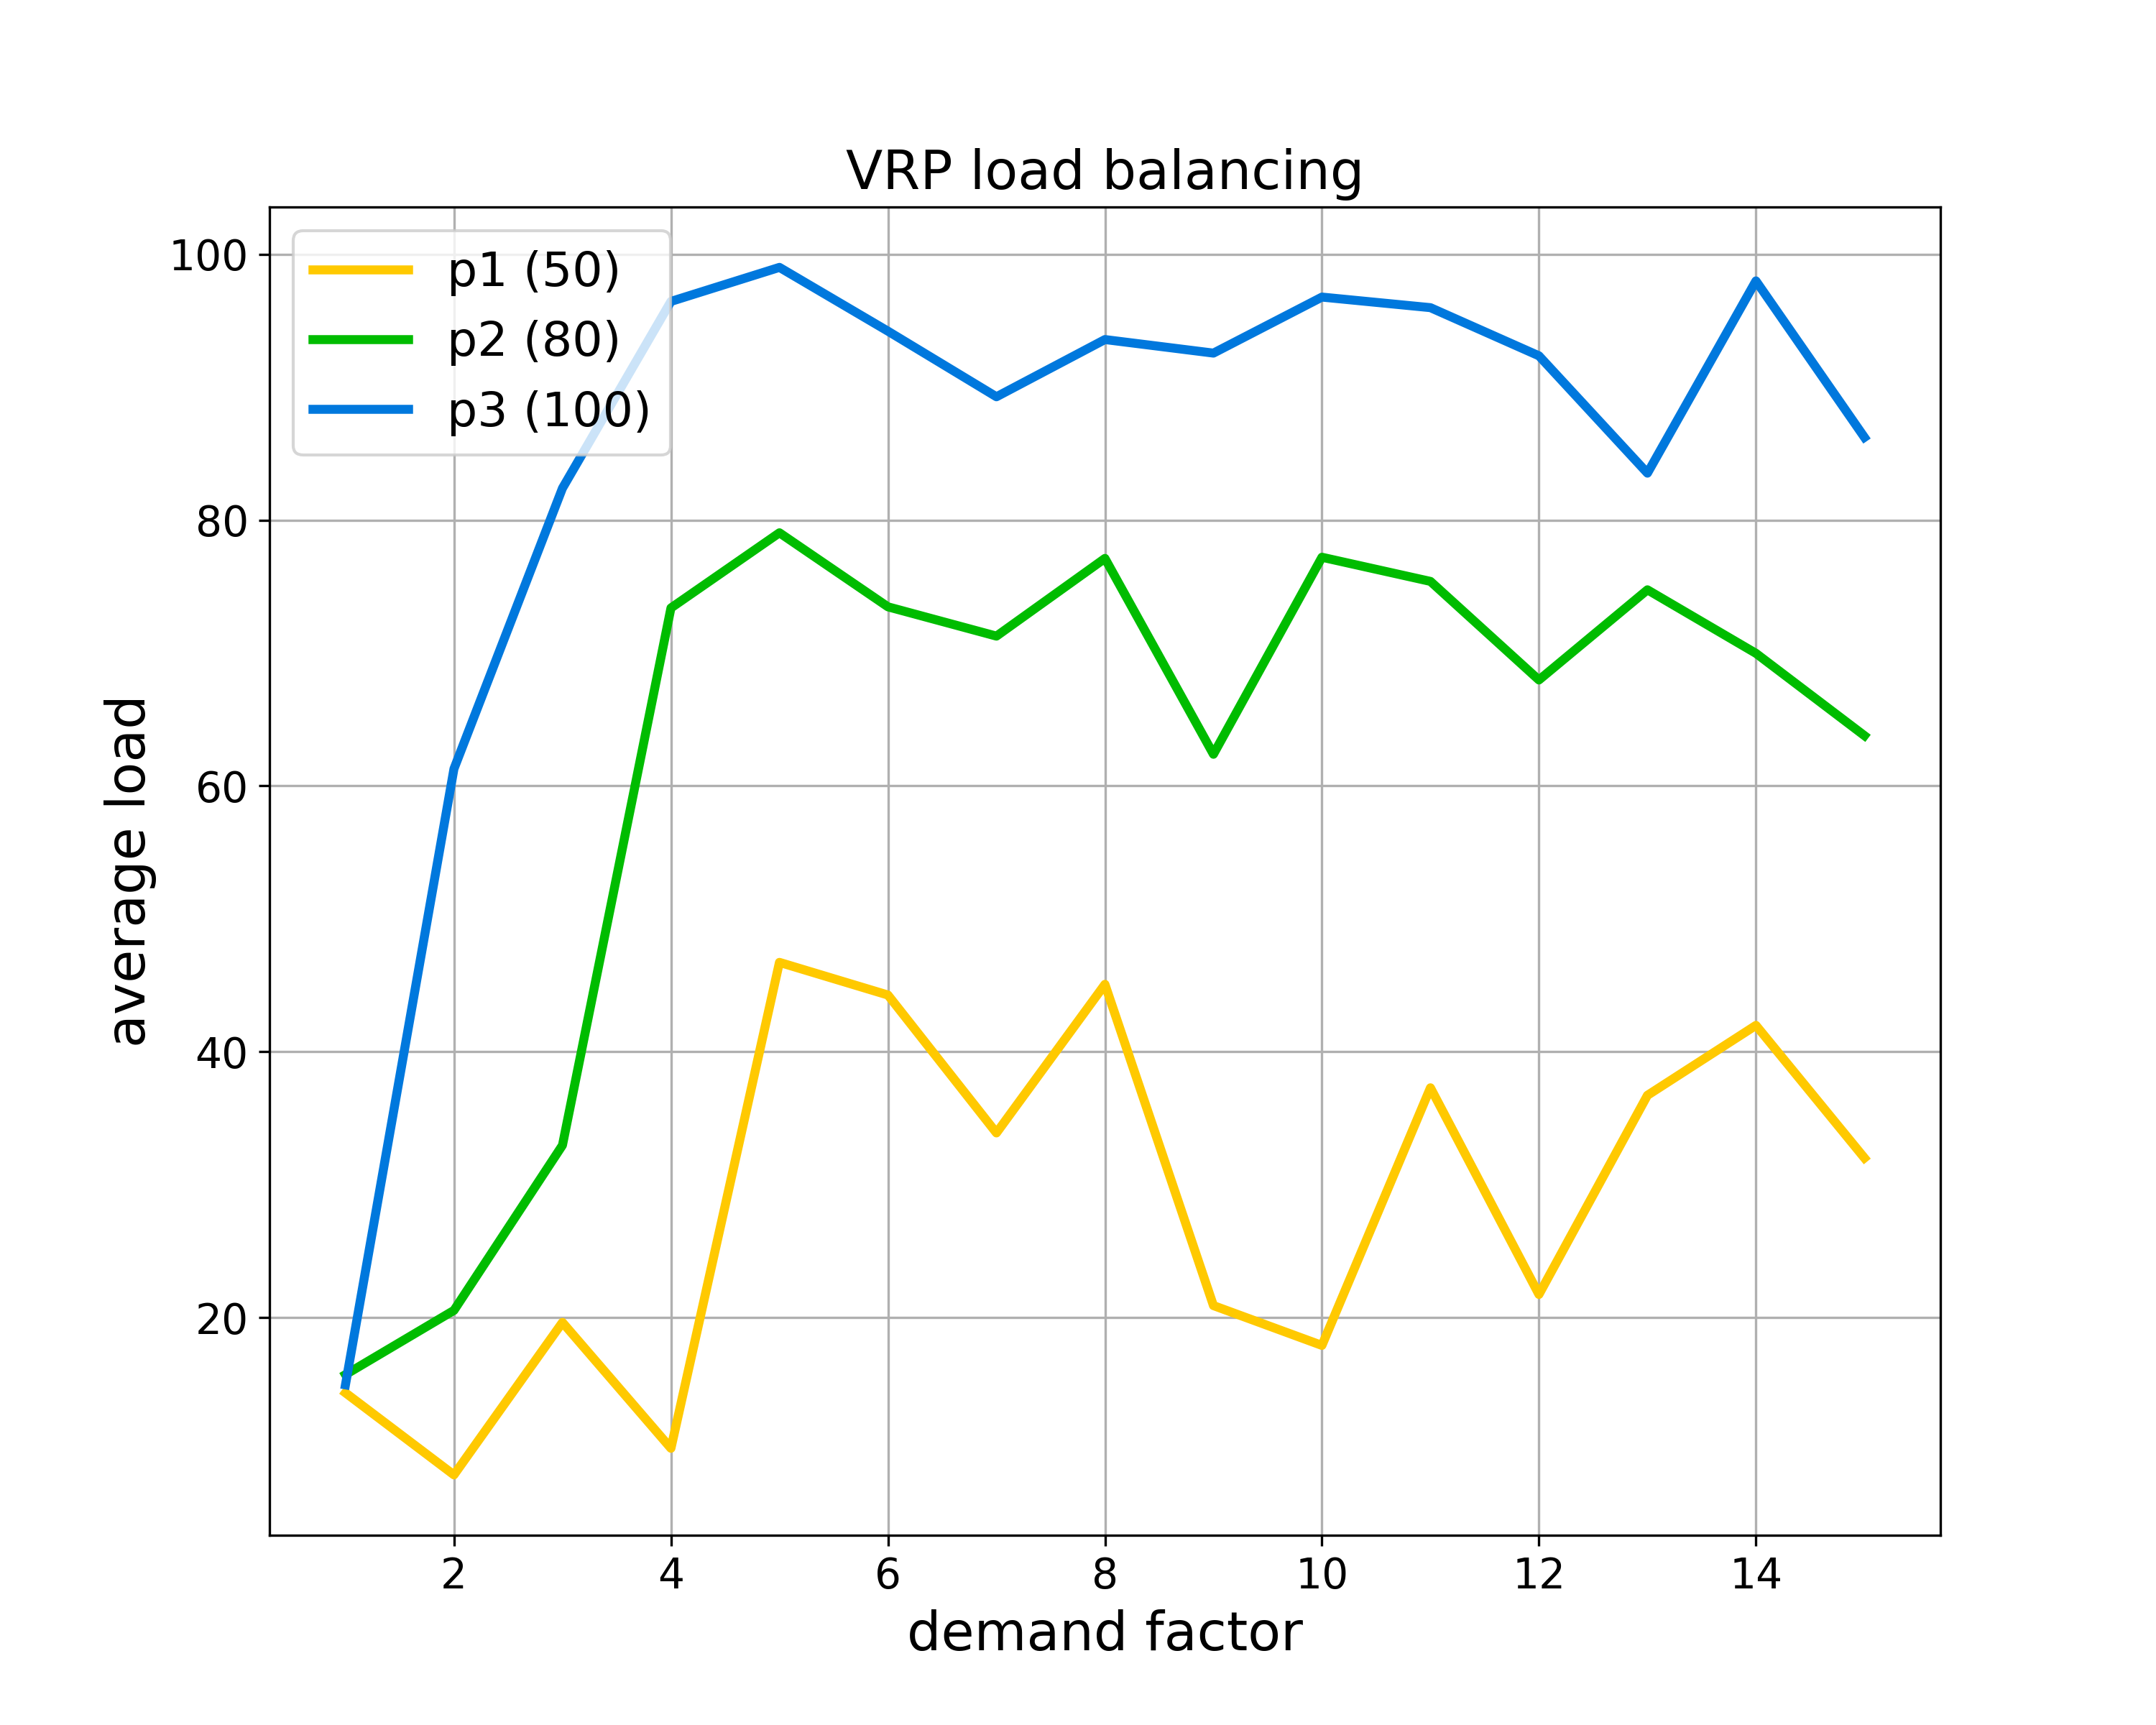 VRP load balancing
p1 (50)
p2 (80)
p3 (100)
100
80
60
40
20
average load
2 4 6 8 10 12 14
demand factor